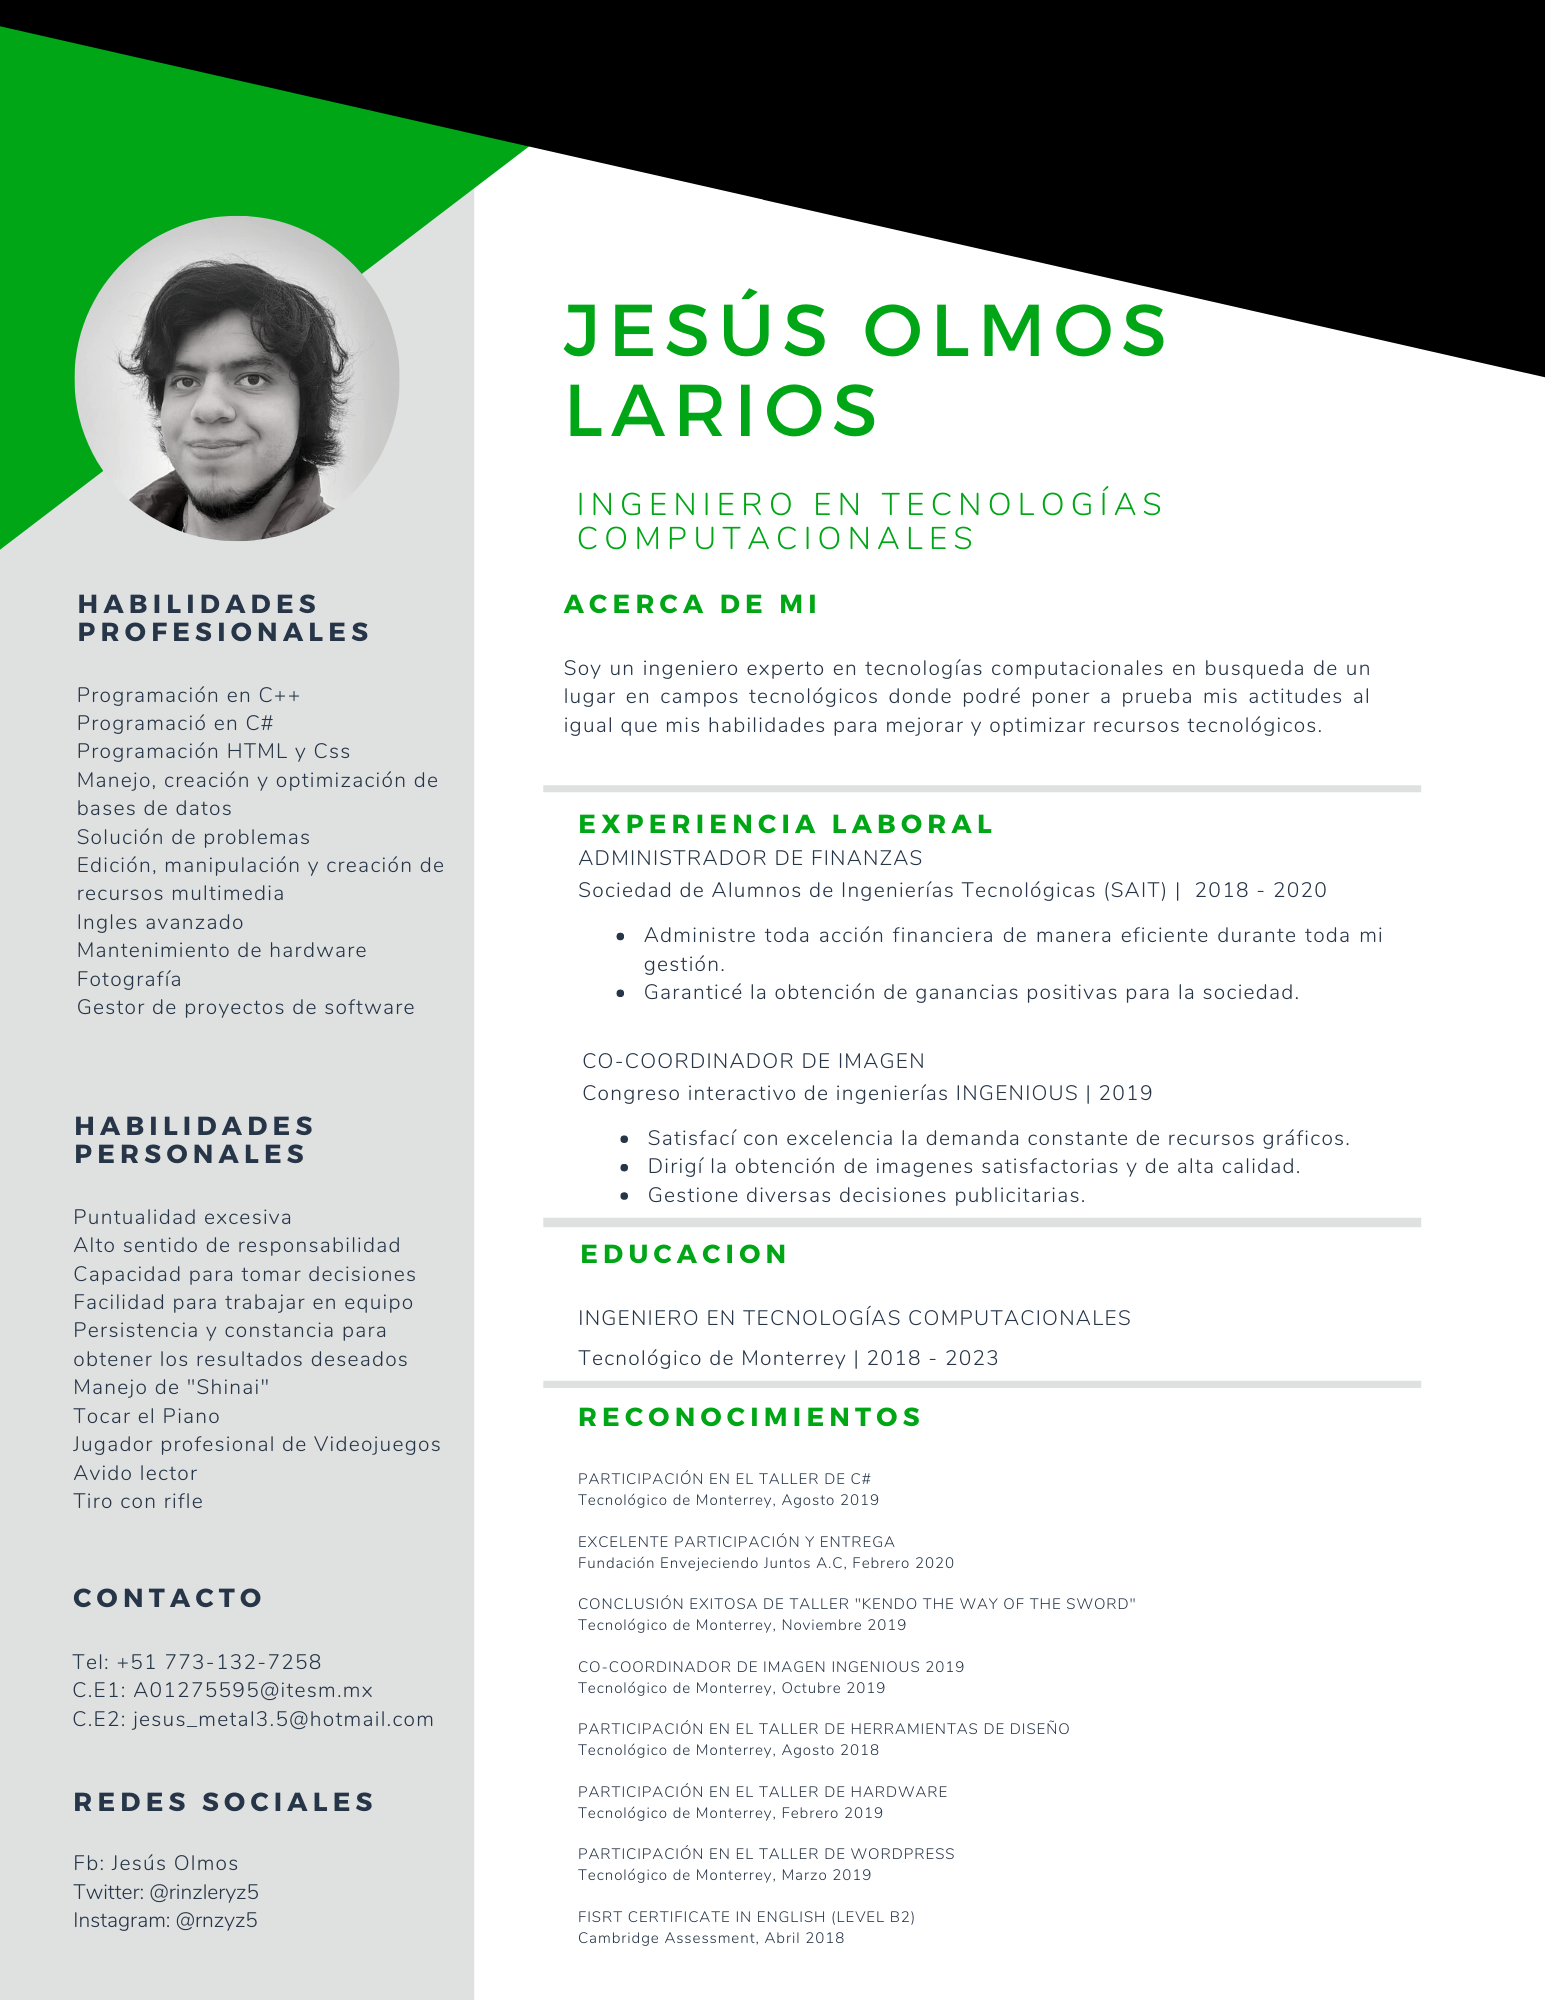 JESÚS OLMOS
LARIOS
INGENIERO EN TECNOLOGÍAS
COMPUTACIONALES
HABILIDADES
PROFESIONALES
Programación en C++
Programació en C#
Programación HTML y Css
Manejo, creación y optimización de
bases de datos
Solución de problemas
Edición, manipulación y creación de
recursos multimedia
Ingles avanzado
Mantenimiento de hardware
Fotografía
Gestor de proyectos de software
HABILIDADES
PERSONALES
Puntualidad excesiva
Alto sentido de responsabilidad
Capacidad para tomar decisiones
Facilidad para trabajar en equipo
Persistencia y constancia para
obtener los resultados deseados
Manejo de "Shinai"
Tocar el Piano
Jugador profesional de Videojuegos
Avido lector
Tiro con rifle
CONTACTO
Tel: +51 773-132-7258
C.E1: A01275595@itesm.mx
C.E2: jesus_metal3.5@hotmail.com
REDES SOCIALES
Fb: Jesús Olmos
Twitter: @rinzleryz5
Instagram: @rnzyz5
ACERCA DE MI
Soy un ingeniero experto en tecnologías computacionales en busqueda de un
lugar en campos tecnológicos donde podré poner a prueba mis actitudes al
igual que mis habilidades para mejorar y optimizar recursos tecnológicos.
EXPERIENCIA LABORAL
ADMINISTRADOR DE FINANZAS
Sociedad de Alumnos de Ingenierías Tecnológicas (SAIT) | 2018 - 2020
• Administre toda acción financiera de manera eficiente durante toda mi
gestión.
• Garanticé la obtención de ganancias positivas para la sociedad.
CO-COORDINADOR DE IMAGEN
Congreso interactivo de ingenierías INGENIOUS | 2019
• Satisfací con excelencia la demanda constante de recursos gráficos.
• Dirigí la obtención de imagenes satisfactorias y de alta calidad.
• Gestione diversas decisiones publicitarias.
EDUCACION
INGENIERO EN TECNOLOGÍAS COMPUTACIONALES
Tecnológico de Monterrey | 2018 - 2023
RECONOCIMIENTOS
PARTICIPACIÓN EN EL TALLER DE C#
Tecnológico de Monterrey, Agosto 2019
EXCELENTE PARTICIPACIÓN Y ENTREGA
Fundación Envejeciendo Juntos A.C, Febrero 2020
CONCLUSIÓN EXITOSA DE TALLER "KENDO THE WAY OF THE SWORD"
Tecnológico de Monterrey, Noviembre 2019
CO-COORDINADOR DE IMAGEN INGENIOUS 2019
Tecnológico de Monterrey, Octubre 2019
PARTICIPACIÓN EN EL TALLER DE HERRAMIENTAS DE DISEÑO
Tecnológico de Monterrey, Agosto 2018
PARTICIPACIÓN EN EL TALLER DE HARDWARE
Tecnológico de Monterrey, Febrero 2019
PARTICIPACIÓN EN EL TALLER DE WORDPRESS
Tecnológico de Monterrey, Marzo 2019
FISRT CERTIFICATE IN ENGLISH (LEVEL B2)
Cambridge Assessment, Abril 2018